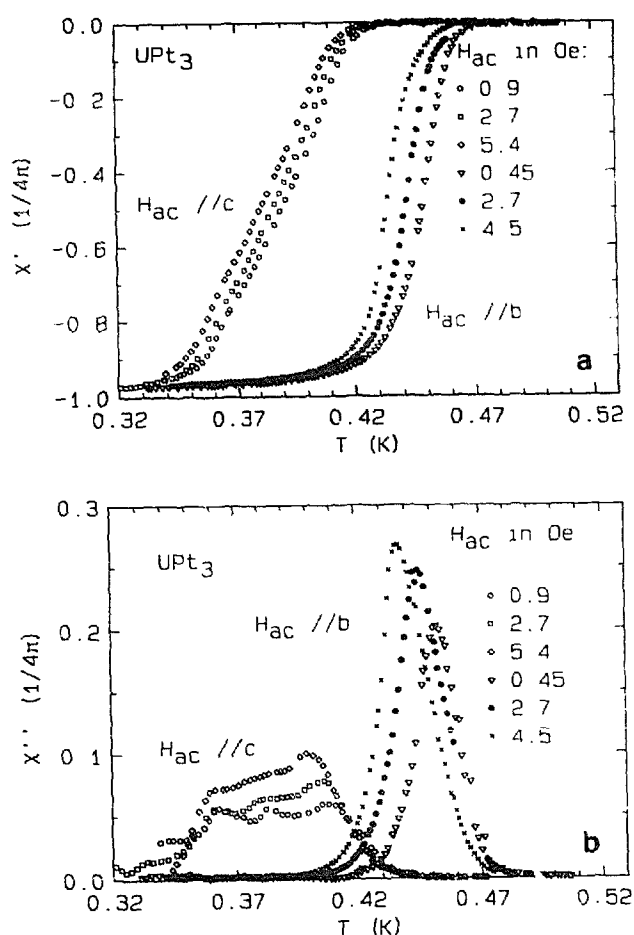 0.0
-0 2
-0.4
-0.6
-0 8
-1.0
χ' (1/4π)
UPt3
Hac in Oe:
0 9
2 7
5.4
0 45
2.7
4 5
Hac //c
Hac //b
a
0.32
0.37
0.42
0.47
0.52
T (K)
0.3
0.2
0 1
0.0
χ'' (1/4π)
UPt3
Hac in Oe
0.9
2.7
5 4
0 45
2 7
4.5
Hac //b
Hac //c
b
0.32
0.37
0.42
0.47
0.52
T (K)